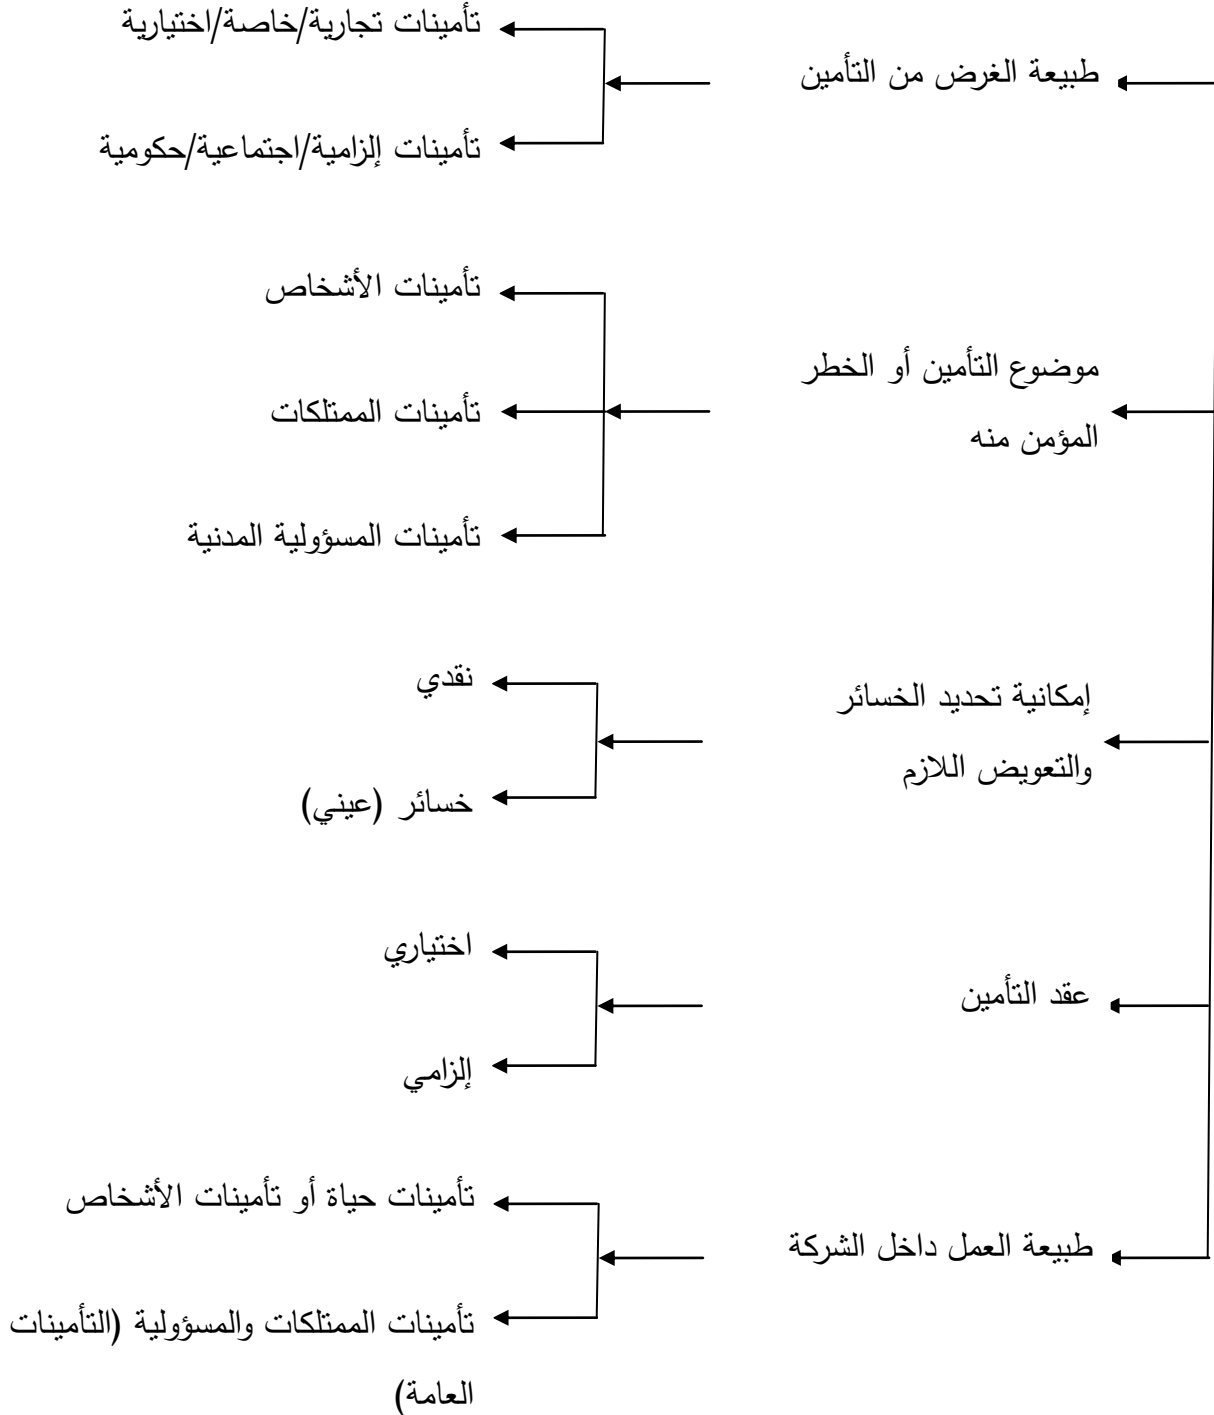 طبيعة الغرض من التأمين
تأمينات تجارية/خاصة/اختيارية
تأمينات إلزامية/اجتماعية/حكومية
موضوع التأمين أو الخطر
المؤمن منه
تأمينات الأشخاص
تأمينات الممتلكات
تأمينات المسؤولية المدنية
إمكانية تحديد الخسائر
والتعويض اللازم
نقدي
خسائر (عيني)
عقد التأمين
اختياري
إلزامي
طبيعة العمل داخل الشركة
تأمينات حياة أو تأمينات الأشخاص
تأمينات الممتلكات والمسؤولية (التأمينات
العامة)